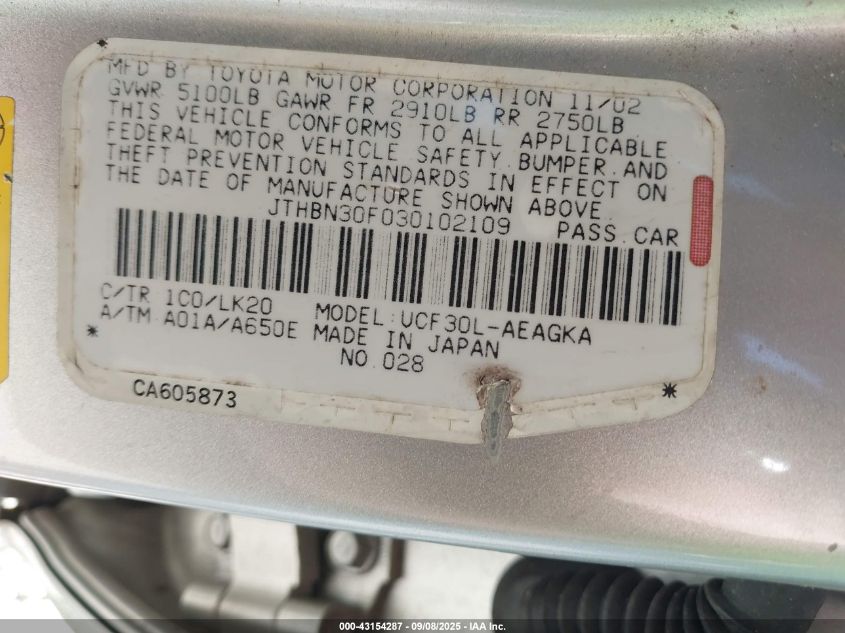 MFD BY TOYOTA MOTOR CORPORATION 11/02
GVWR 5100LB GAWR FR 2910LB RR 2750LB
THIS VEHICLE CONFORMS TO ALL APPLICABLE
FEDERAL MOTOR VEHICLE SAFETY, BUMPER, AND
THEFT PREVENTION STANDARDS IN EFFECT ON
THE DATE OF MANUFACTURE SHOWN ABOVE.
JTHBN30F030102109 PASS. CAR
C/TR 1C0/LK20 MODEL:UCF30L-AEAGKA
A/TM A01A/A650E MADE IN JAPAN
NO.028
CA605873
000-43154287 - 09/08/2025 - IAA Inc.